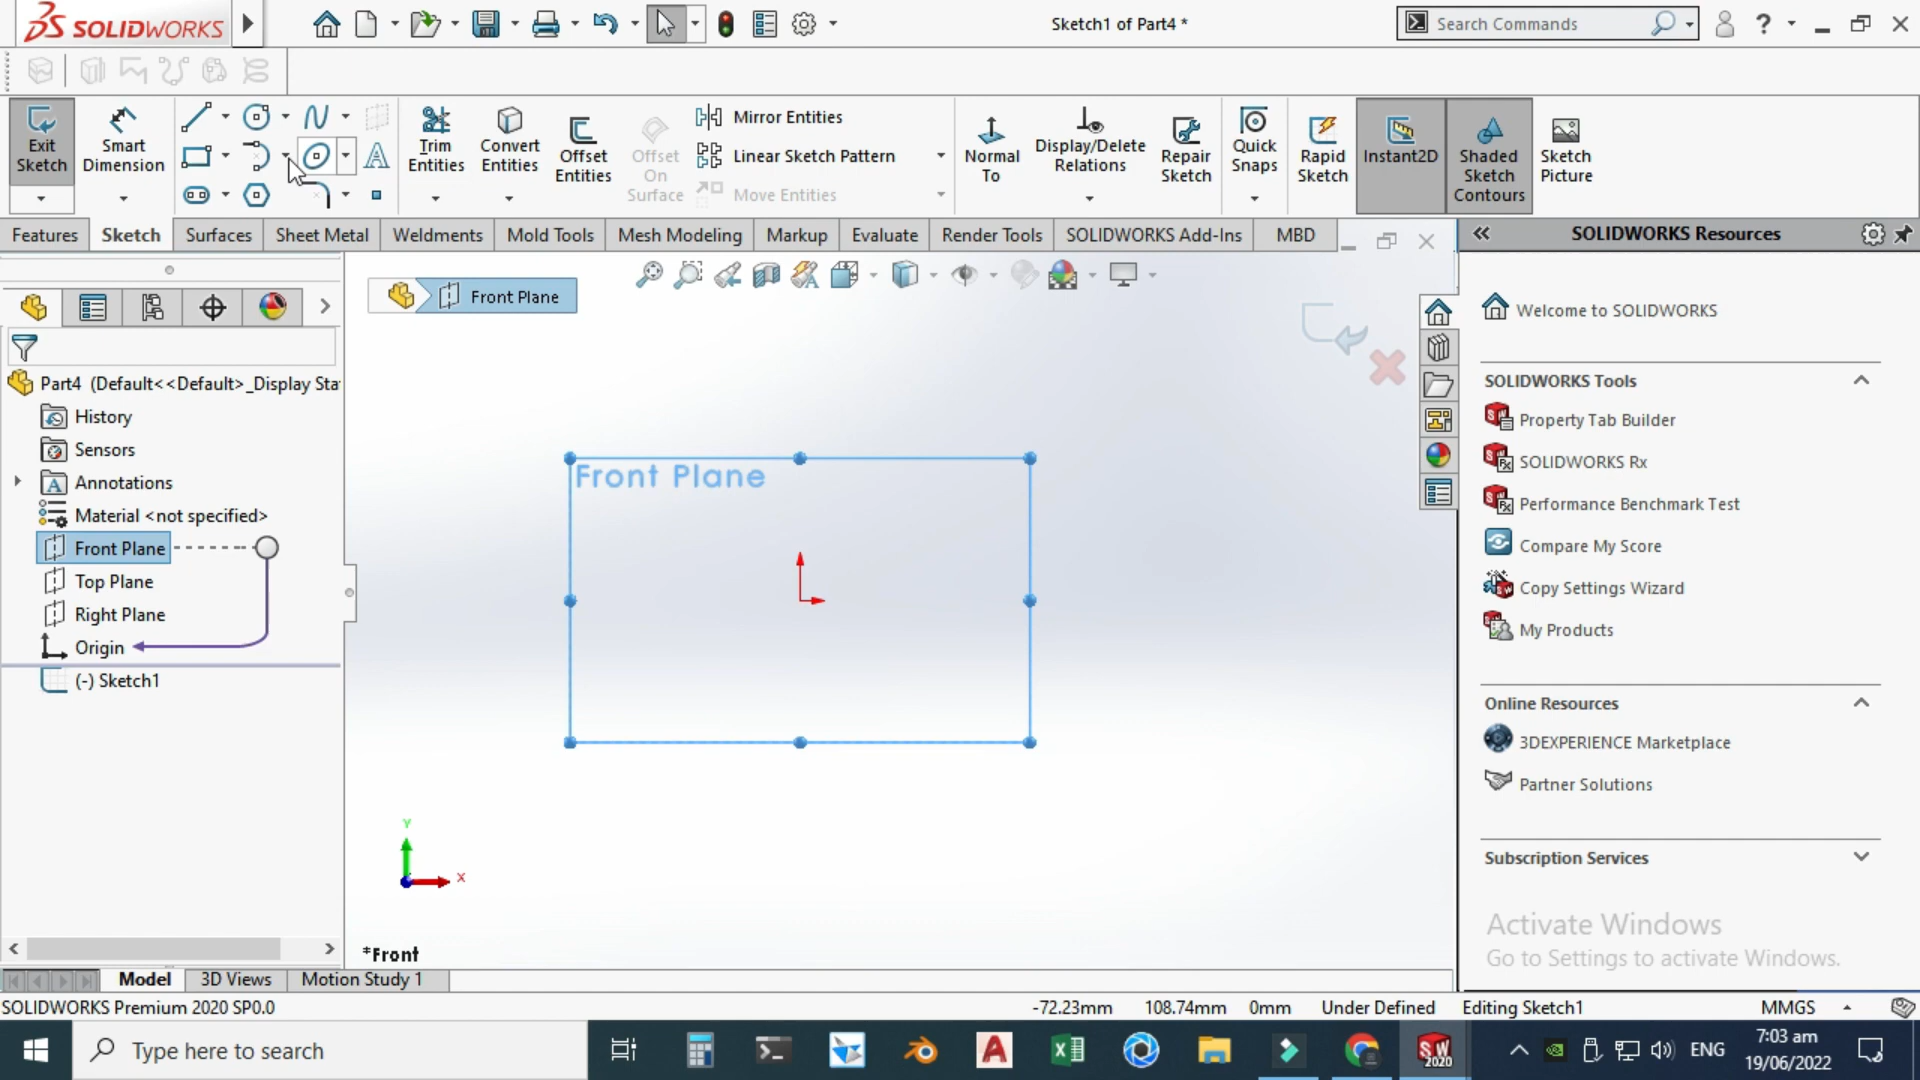 SOLIDWORKS
Sketch1 of Part4 *
Search Commands
Exit Sketch
Smart Dimension
Trim Entities
Convert Entities
Offset Entities
Offset On Surface
Mirror Entities
Linear Sketch Pattern
Move Entities
Normal To
Display/Delete Relations
Repair Sketch
Quick Snaps
Rapid Sketch
Instant2D
Shaded Sketch Contours
Sketch Picture
Features
Sketch
Surfaces
Sheet Metal
Weldments
Mold Tools
Mesh Modeling
Markup
Evaluate
Render Tools
SOLIDWORKS Add-Ins
MBD
SOLIDWORKS Resources
Front Plane
Part4 (Default<<Default>_Display Sta
History
Sensors
Annotations
Material <not specified>
Front Plane
Top Plane
Right Plane
Origin
(-) Sketch1
Front Plane
Y
X
*Front
Welcome to SOLIDWORKS
SOLIDWORKS Tools
Property Tab Builder
SOLIDWORKS Rx
Performance Benchmark Test
Compare My Score
Copy Settings Wizard
My Products
Online Resources
3DEXPERIENCE Marketplace
Partner Solutions
Subscription Services
Activate Windows
Go to Settings to activate Windows.
Model
3D Views
Motion Study 1
SOLIDWORKS Premium 2020 SP0.0
-72.23mm
108.74mm
0mm
Under Defined
Editing Sketch1
MMGS
Type here to search
SW 2020
ENG
7:03 am
19/06/2022